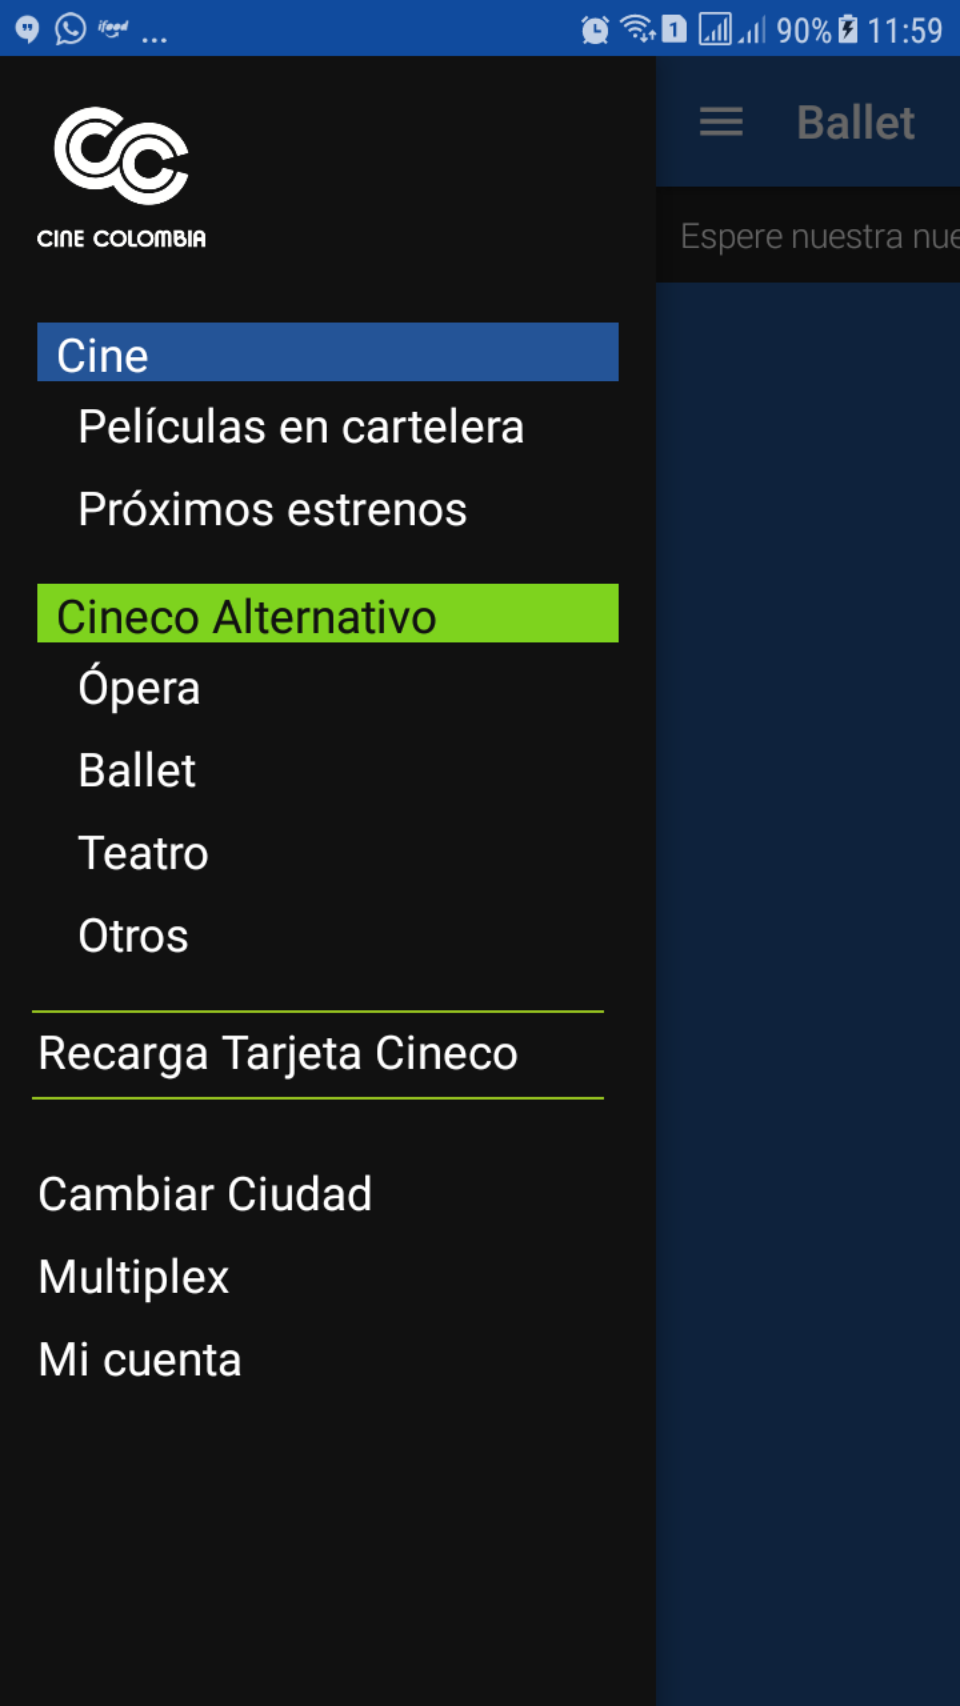 ifood ... 1 90% 11:59
CINE COLOMBIA
Ballet
Espere nuestra nue
Cine
Películas en cartelera
Próximos estrenos
Cineco Alternativo
Ópera
Ballet
Teatro
Otros
Recarga Tarjeta Cineco
Cambiar Ciudad
Multiplex
Mi cuenta